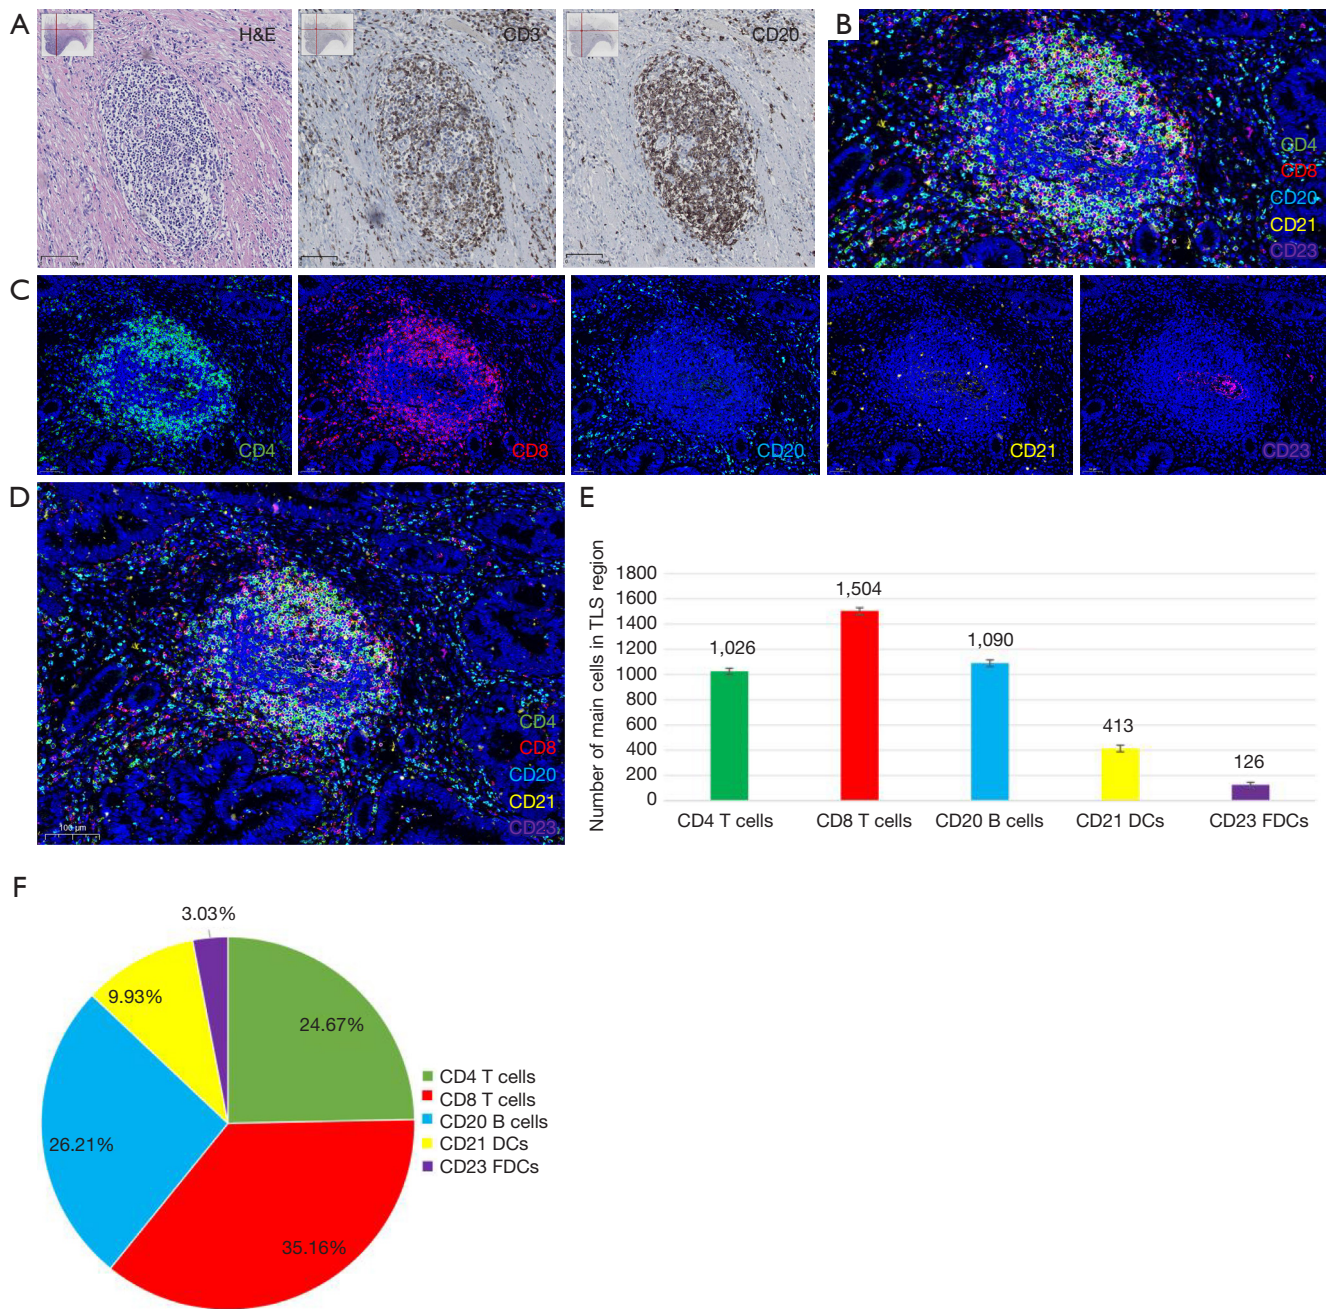 A
H&E
CD3
CD20
B
CD4
CD8
CD20
CD21
CD23
C
CD4
CD8
CD20
CD21
CD23
D
CD4
CD8
CD20
CD21
CD23
100 μm
E
Number of main cells in TLS region
1800
1600
1400
1200
1000
800
600
400
200
0
1,026
1,504
1,090
413
126
CD4 T cells
CD8 T cells
CD20 B cells
CD21 DCs
CD23 FDCs
F
3.03%
9.93%
24.67%
26.21%
35.16%
CD4 T cells
CD8 T cells
CD20 B cells
CD21 DCs
CD23 FDCs